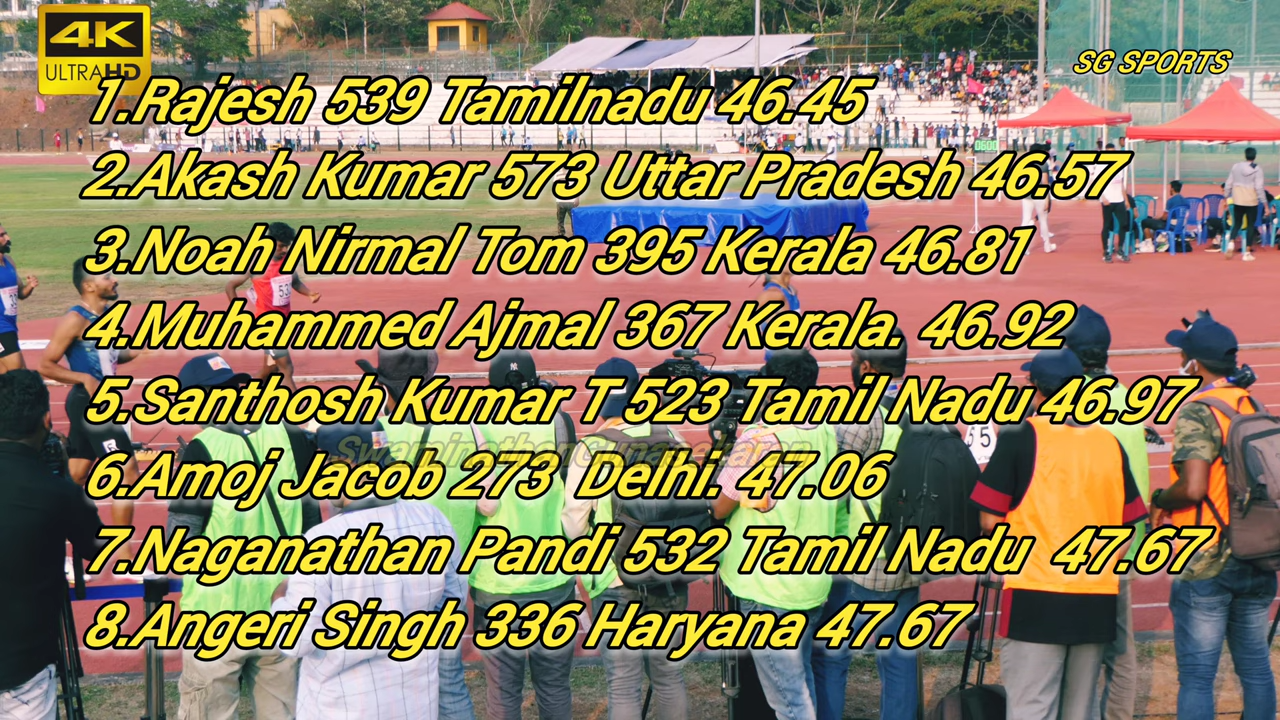 4K
ULTRA HD
SG SPORTS
1.Rajesh 539 Tamilnadu 46.45
2.Akash Kumar 573 Uttar Pradesh 46.57
3.Noah Nirmal Tom 395 Kerala 46.81
4.Muhammed Ajmal 367 Kerala. 46.92
5.Santhosh Kumar T 523 Tamil Nadu 46.97
6.Amoj Jacob 273 Delhi. 47.06
7.Naganathan Pandi 532 Tamil Nadu 47.67
8.Angeri Singh 336 Haryana 47.67